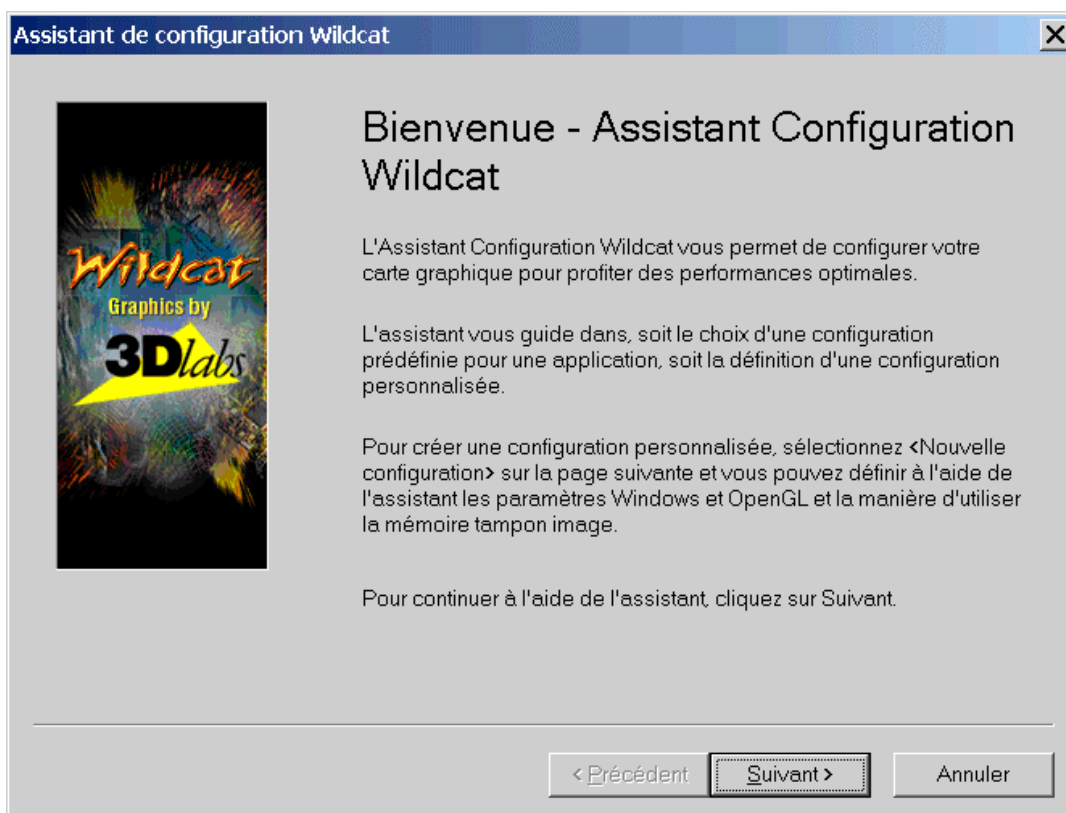 Assistant de configuration Wildcat
Bienvenue - Assistant Configuration
Wildcat
Wildcat
Graphics by
3Dlabs
L'Assistant Configuration Wildcat vous permet de configurer votre
carte graphique pour profiter des performances optimales.
L'assistant vous guide dans, soit le choix d'une configuration
prédéfinie pour une application, soit la définition d'une configuration
personnalisée.
Pour créer une configuration personnalisée, sélectionnez <Nouvelle
configuration> sur la page suivante et vous pouvez définir à l'aide de
l'assistant les paramètres Windows et OpenGL et la manière d'utiliser
la mémoire tampon image.
Pour continuer à l'aide de l'assistant, cliquez sur Suivant.
< Précédent
Suivant >
Annuler